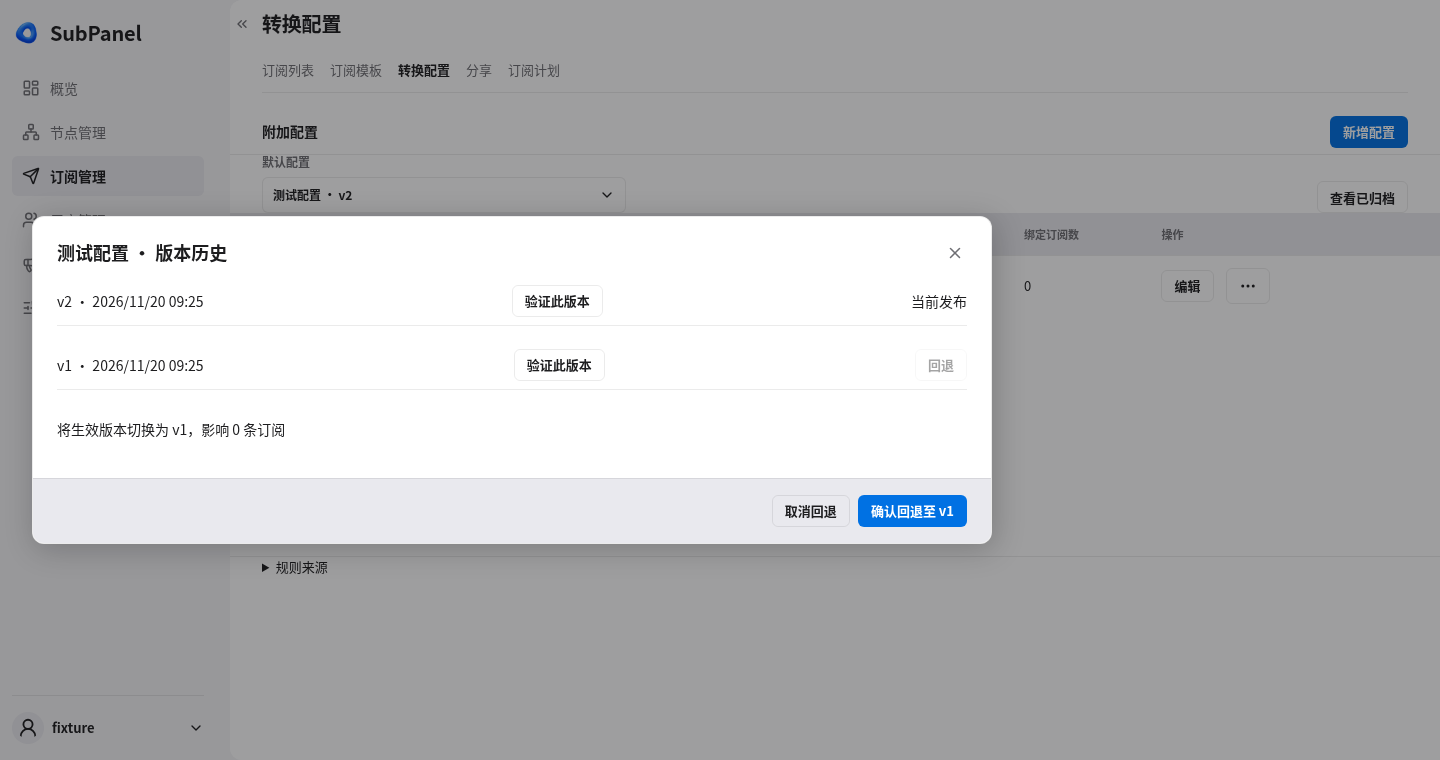 SubPanel
概览
节点管理
订阅管理
fixture
转换配置
订阅列表 订阅模板 转换配置 分享 订阅计划
附加配置
新增配置
默认配置
测试配置 • v2
查看已归档
绑定订阅数 操作
0 编辑
测试配置 • 版本历史
v2 • 2026/11/20 09:25 验证此版本 当前发布
v1 • 2026/11/20 09:25 验证此版本 回退
将生效版本切换为 v1，影响 0 条订阅
取消回退 确认回退至 v1
规则来源